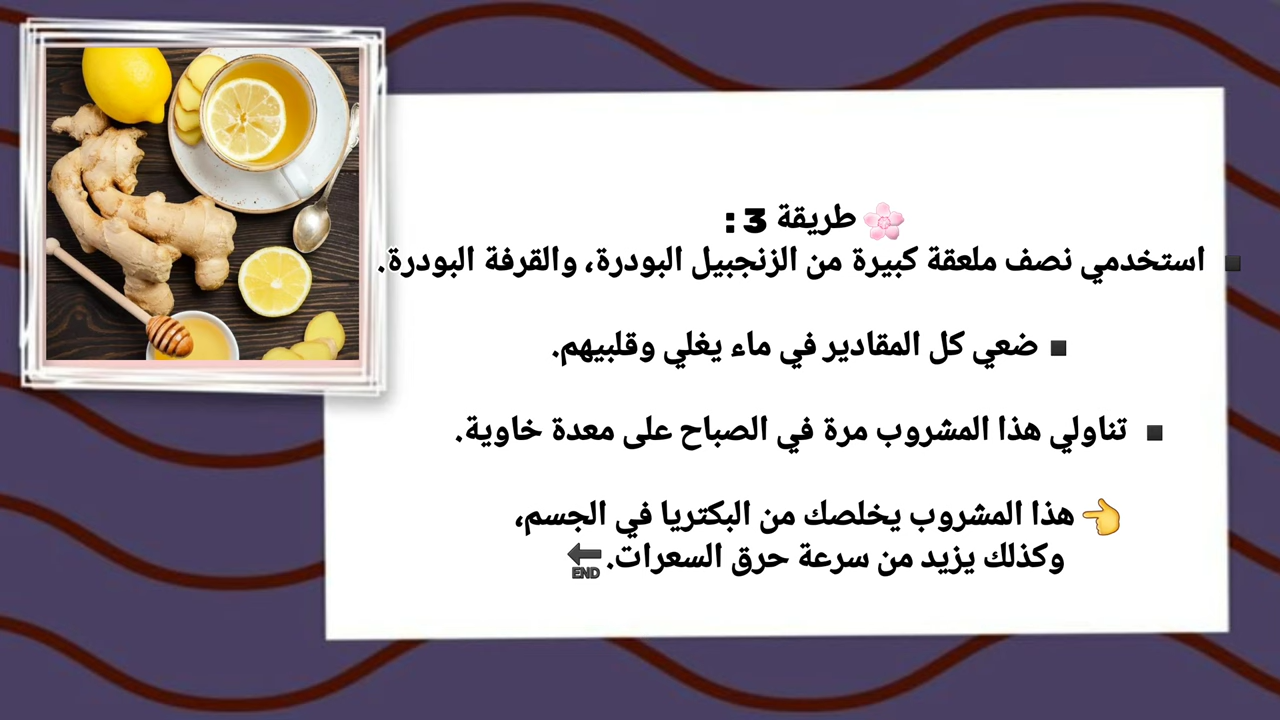 🌸 طريقة 3 :
▪️ استخدمي نصف ملعقة كبيرة من الزنجبيل البودرة، والقرفة البودرة.
▪️ ضعي كل المقادير في ماء يغلي وقلبيهم.
▪️ تناولي هذا المشروب مرة في الصباح على معدة خاوية.
👈 هذا المشروب يخلصك من البكتريا في الجسم،
وكذلك يزيد من سرعة حرق السعرات.🔚